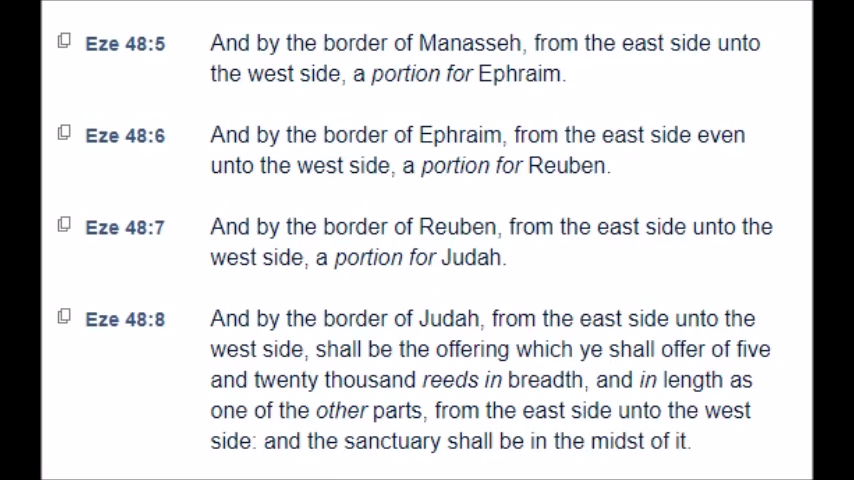 Eze 48:5 And by the border of Manasseh, from the east side unto
the west side, a portion for Ephraim.
Eze 48:6 And by the border of Ephraim, from the east side even
unto the west side, a portion for Reuben.
Eze 48:7 And by the border of Reuben, from the east side unto the
west side, a portion for Judah.
Eze 48:8 And by the border of Judah, from the east side unto the
west side, shall be the offering which ye shall offer of five
and twenty thousand reeds in breadth, and in length as
one of the other parts, from the east side unto the west
side: and the sanctuary shall be in the midst of it.